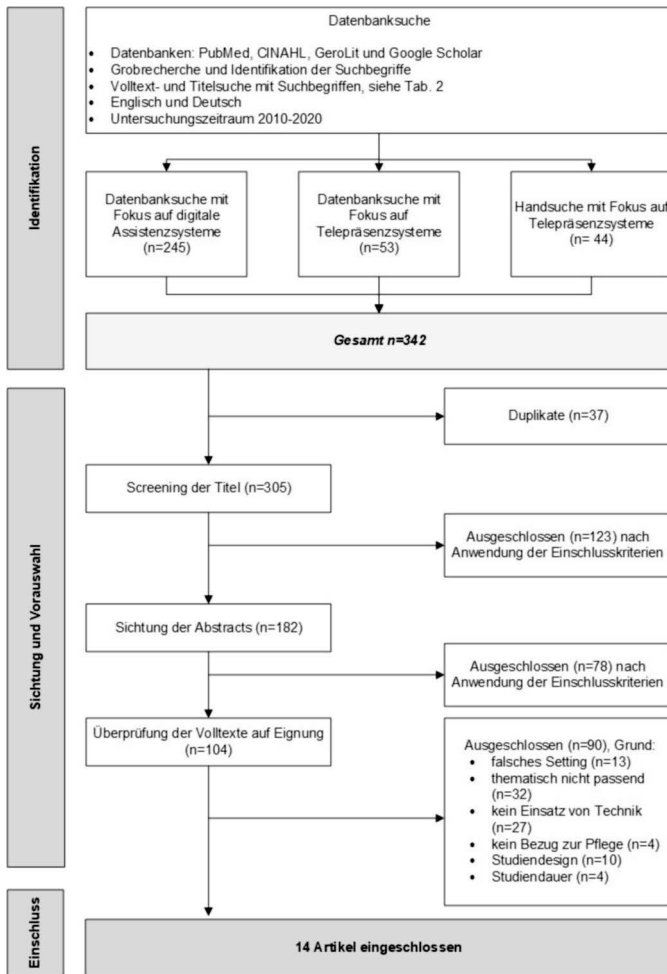 Datenbanksuche
• Datenbanken: PubMed, CINAHL, GeroLit und Google Scholar
• Grobrecherche und Identifikation der Suchbegriffe
• Volltext- und Titelsuche mit Suchbegriffen, siehe Tab. 2
• Englisch und Deutsch
• Untersuchungszeitraum 2010-2020
Identifikation
Datenbanksuche mit
Fokus auf digitale
Assistenzsysteme
(n=245)
Datenbanksuche mit
Fokus auf
Telepräsenzsysteme
(n=53)
Handsuche mit Fokus auf
Telepräsenzsysteme
(n= 44)
Gesamt n=342
Sichtung und Vorauswahl
Duplikate (n=37)
Screening der Titel (n=305)
Ausgeschlossen (n=123) nach
Anwendung der Einschlusskriterien
Sichtung der Abstracts (n=182)
Ausgeschlossen (n=78) nach
Anwendung der Einschlusskriterien
Überprüfung der Volltexte auf Eignung
(n=104)
Ausgeschlossen (n=90), Grund:
• falsches Setting (n=13)
• thematisch nicht passend
(n=32)
• kein Einsatz von Technik
(n=27)
• kein Bezug zur Pflege (n=4)
• Studiendesign (n=10)
• Studiendauer (n=4)
Einschluss
14 Artikel eingeschlossen